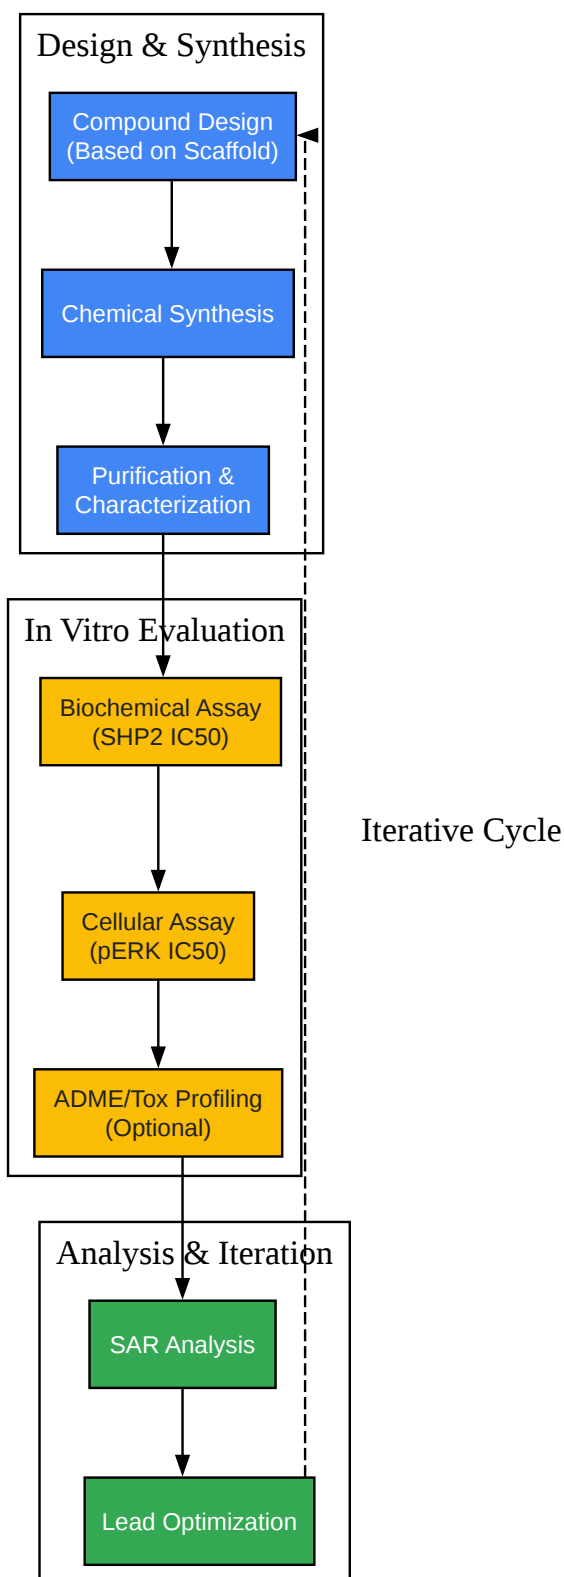 Design & Synthesis
Compound Design
(Based on Scaffold)
Chemical Synthesis
Purification &
Characterization
In Vitro Evaluation
Biochemical Assay
(SHP2 IC50)
Iterative Cycle
Cellular Assay
(pERK IC50)
ADME/Tox Profiling
(Optional)
Analysis & Iteration
SAR Analysis
Lead Optimization